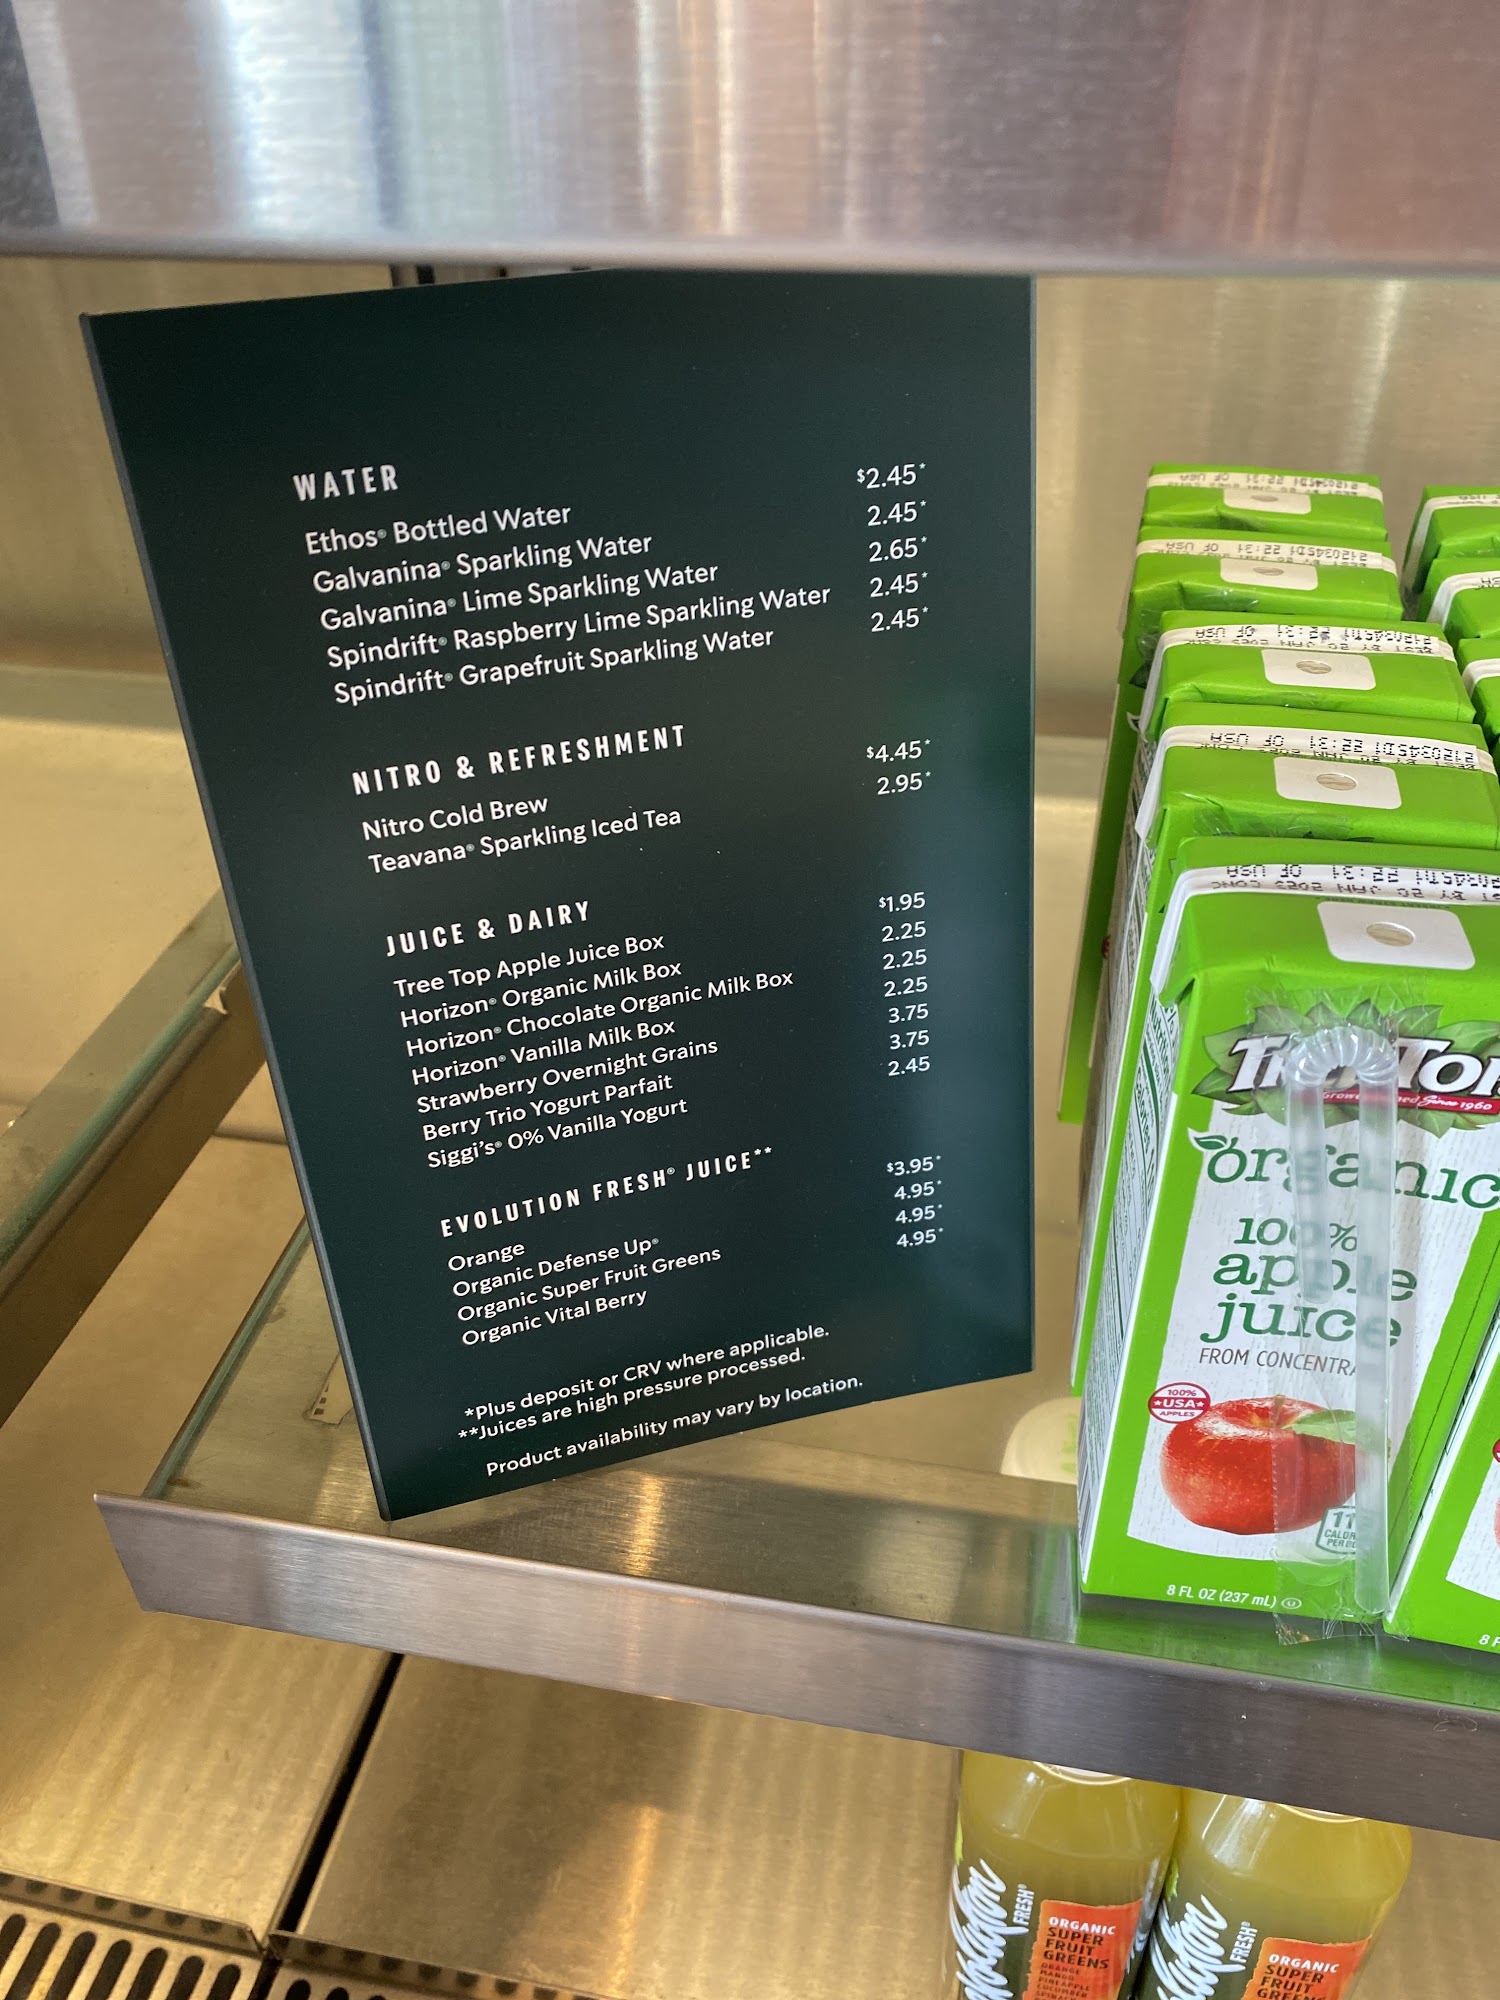 WATER
Ethos® Bottled Water $2.45*
Galvanina® Sparkling Water 2.45*
Galvanina® Lime Sparkling Water 2.65*
Spindrift® Raspberry Lime Sparkling Water 2.45*
Spindrift® Grapefruit Sparkling Water 2.45*
NITRO & REFRESHMENT
Nitro Cold Brew $4.45*
Teavana® Sparkling Iced Tea 2.95*
JUICE & DAIRY
Tree Top Apple Juice Box $1.95
Horizon® Organic Milk Box 2.25
Horizon® Chocolate Organic Milk Box 2.25
Horizon® Vanilla Milk Box 2.25
Strawberry Overnight Grains 3.75
Berry Trio Yogurt Parfait 3.75
Siggi's® 0% Vanilla Yogurt 2.45
EVOLUTION FRESH® JUICE**
Orange $3.95*
Organic Defense Up® 4.95*
Organic Super Fruit Greens 4.95*
Organic Vital Berry 4.95*
*Plus deposit or CRV where applicable.
**Juices are high pressure processed.
Product availability may vary by location.
organic
100%
apple
juice
FROM
100%
USA
APPLES
8 FL OZ (237 mL)
FRESH®
ORGANIC
SUPER
FRUIT
GREENS
FRESH®
ORGANIC
SUPER
FRUIT